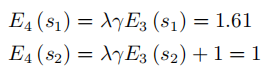 E₄ (s₁) = λγE₃ (s₁) = 1.61
E₄ (s₂) = λγE₃ (s₂) + 1 = 1